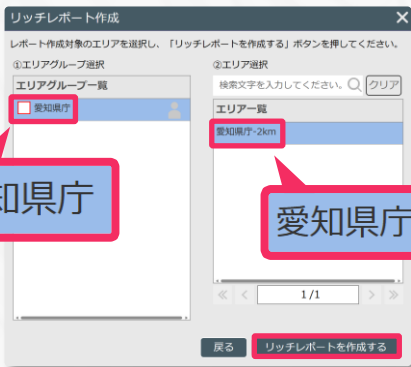 リッチレポート作成
レポート作成対象のエリアを選択し、「リッチレポートを作成する」ボタンを押してください。
①エリアグループ選択
②エリア選択
エリアグループ一覧
検索文字を入力してください。
クリア
愛知県庁
エリア一覧
愛知県庁-2km
知県庁
愛知県庁
1/1
戻る
リッチレポートを作成する